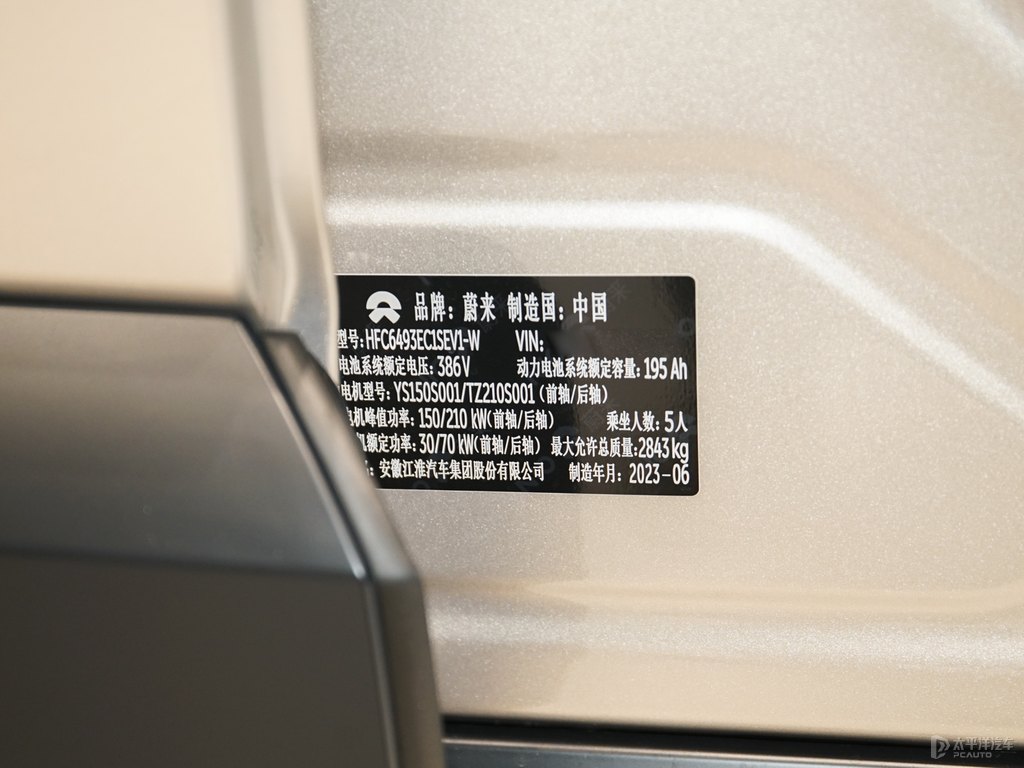 品牌：蔚来 制造国：中国
型号：HFC6493EC1SEV1-W VIN：
电池系统额定电压：386V 动力电池系统额定容量：195 Ah
电机型号：YS150S001/TZ210S001（前轴/后轴）
电机峰值功率：150/210 kW（前轴/后轴） 乘坐人数：5人
机额定功率：30/70 kW（前轴/后轴） 最大允许总质量：2843kg
：安徽江淮汽车集团股份有限公司 制造年月：2023-06
太平洋汽车
PCAUTO